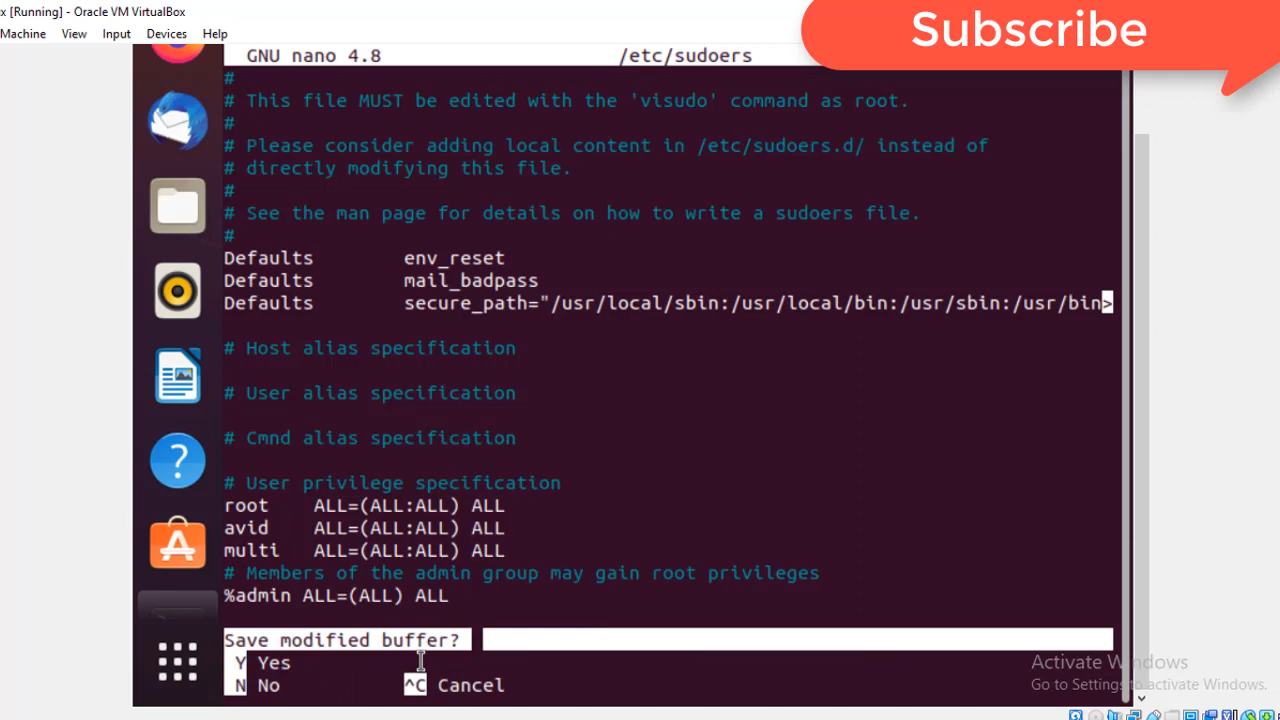 x [Running] - Oracle VM VirtualBox
Machine View Input Devices Help
Subscribe
GNU nano 4.8 /etc/sudoers
#
# This file MUST be edited with the 'visudo' command as root.
#
# Please consider adding local content in /etc/sudoers.d/ instead of
# directly modifying this file.
#
# See the man page for details on how to write a sudoers file.
#
Defaults env_reset
Defaults mail_badpass
Defaults secure_path="/usr/local/sbin:/usr/local/bin:/usr/sbin:/usr/bin>
# Host alias specification
# User alias specification
# Cmnd alias specification
# User privilege specification
root ALL=(ALL:ALL) ALL
avid ALL=(ALL:ALL) ALL
multi ALL=(ALL:ALL) ALL
# Members of the admin group may gain root privileges
%admin ALL=(ALL) ALL
Save modified buffer?
Y Yes
N No ^C Cancel
Activate Windows
Go to Settings to activate Windows.